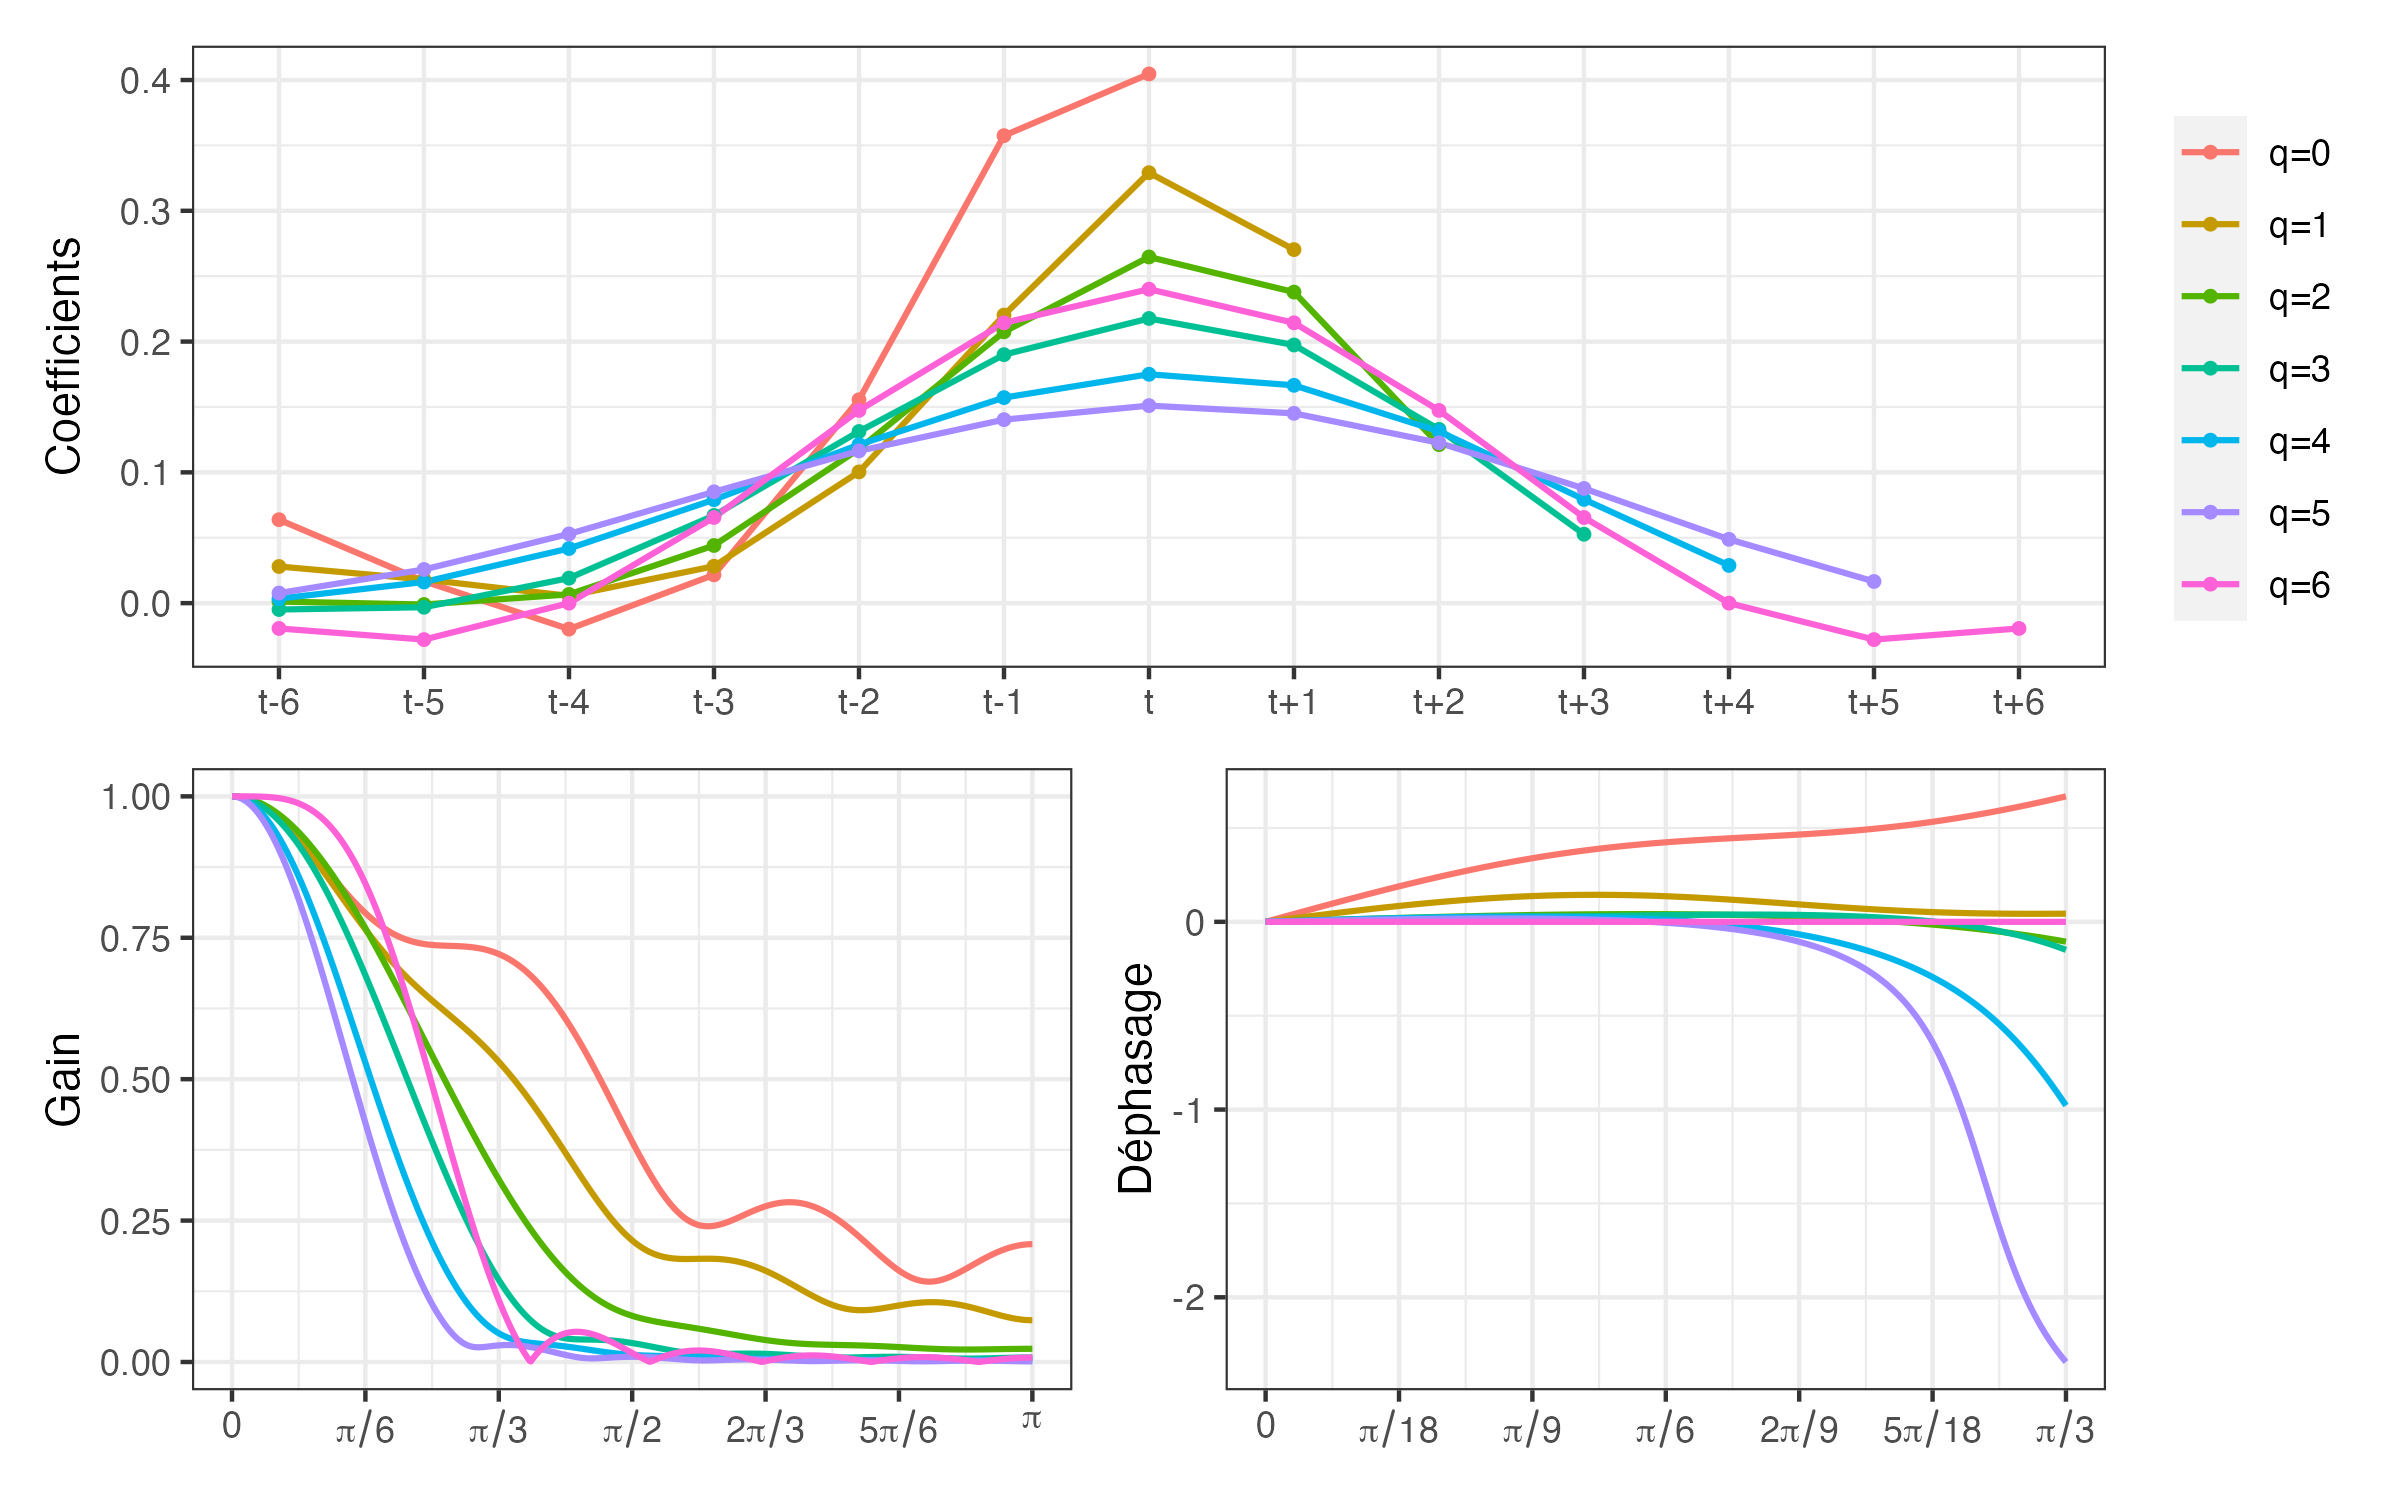 Coefficients
0.4
0.3
0.2
0.1
0.0
t-6 t-5 t-4 t-3 t-2 t-1 t t+1 t+2 t+3 t+4 t+5 t+6
q=0
q=1
q=2
q=3
q=4
q=5
q=6
Gain
1.00
0.75
0.50
0.25
0.00
0 π/6 π/3 π/2 2π/3 5π/6 π
Déphasage
0
-1
-2
0 π/18 π/9 π/6 2π/9 5π/18 π/3